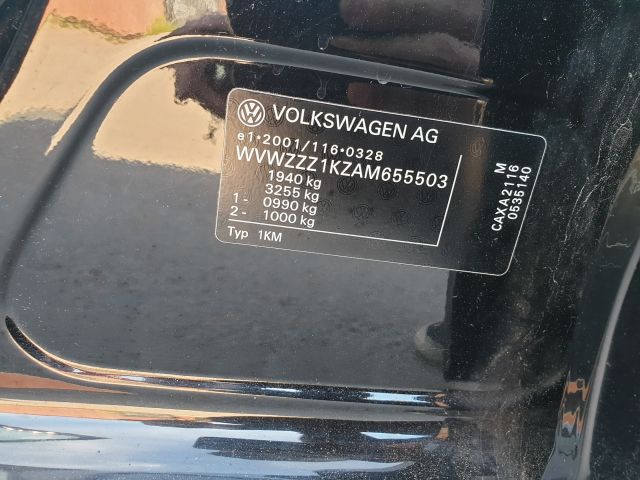 VOLKSWAGEN AG
e1*2001/116*0328
WVWZZZ1KZAM655503
1940 kg
3255 kg
1- 0990 kg
2- 1000 kg
Typ 1KM
M
CAXA2116
0535140